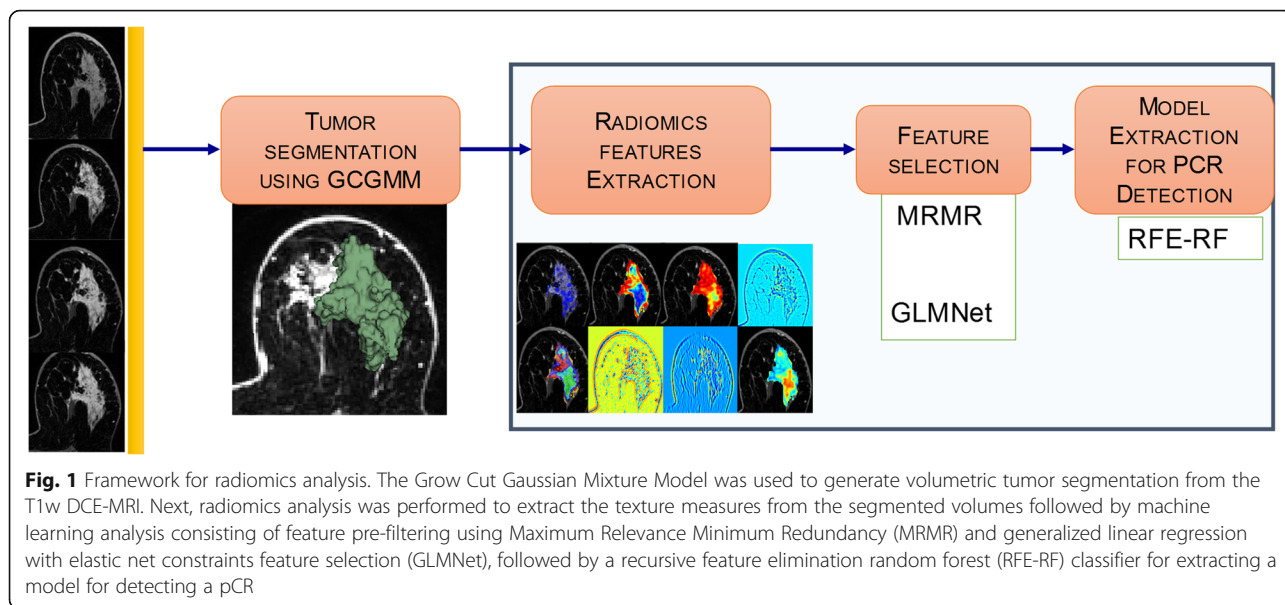 TUMOR
SEGMENTATION
USING GCGMM
RADIOMICS
FEATURES
EXTRACTION
FEATURE
SELECTION
MRMR
GLMNet
MODEL
EXTRACTION
FOR PCR
DETECTION
RFE-RF
Fig. 1 Framework for radiomics analysis. The Grow Cut Gaussian Mixture Model was used to generate volumetric tumor segmentation from the
T1w DCE-MRI. Next, radiomics analysis was performed to extract the texture measures from the segmented volumes followed by machine
learning analysis consisting of feature pre-filtering using Maximum Relevance Minimum Redundancy (MRMR) and generalized linear regression
with elastic net constraints feature selection (GLMNet), followed by a recursive feature elimination random forest (RFE-RF) classifier for extracting a
model for detecting a pCR